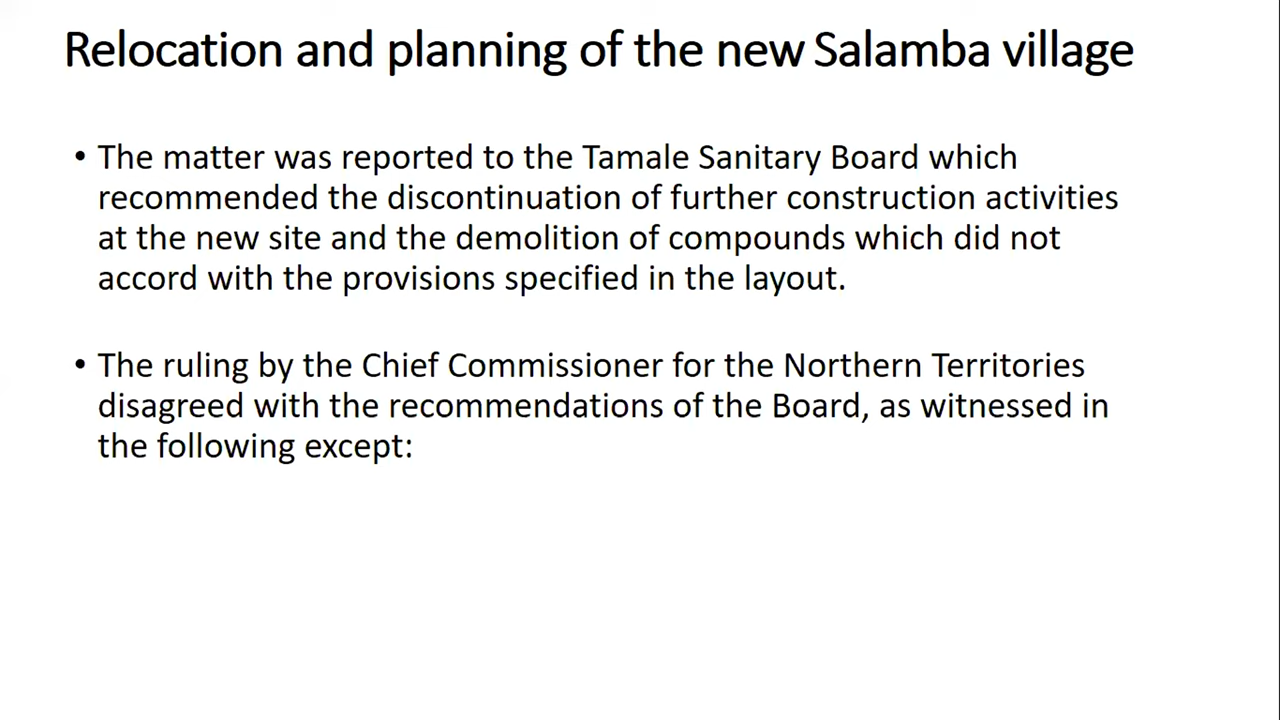 Relocation and planning of the new Salamba village
• The matter was reported to the Tamale Sanitary Board which
recommended the discontinuation of further construction activities
at the new site and the demolition of compounds which did not
accord with the provisions specified in the layout.
• The ruling by the Chief Commissioner for the Northern Territories
disagreed with the recommendations of the Board, as witnessed in
the following except: